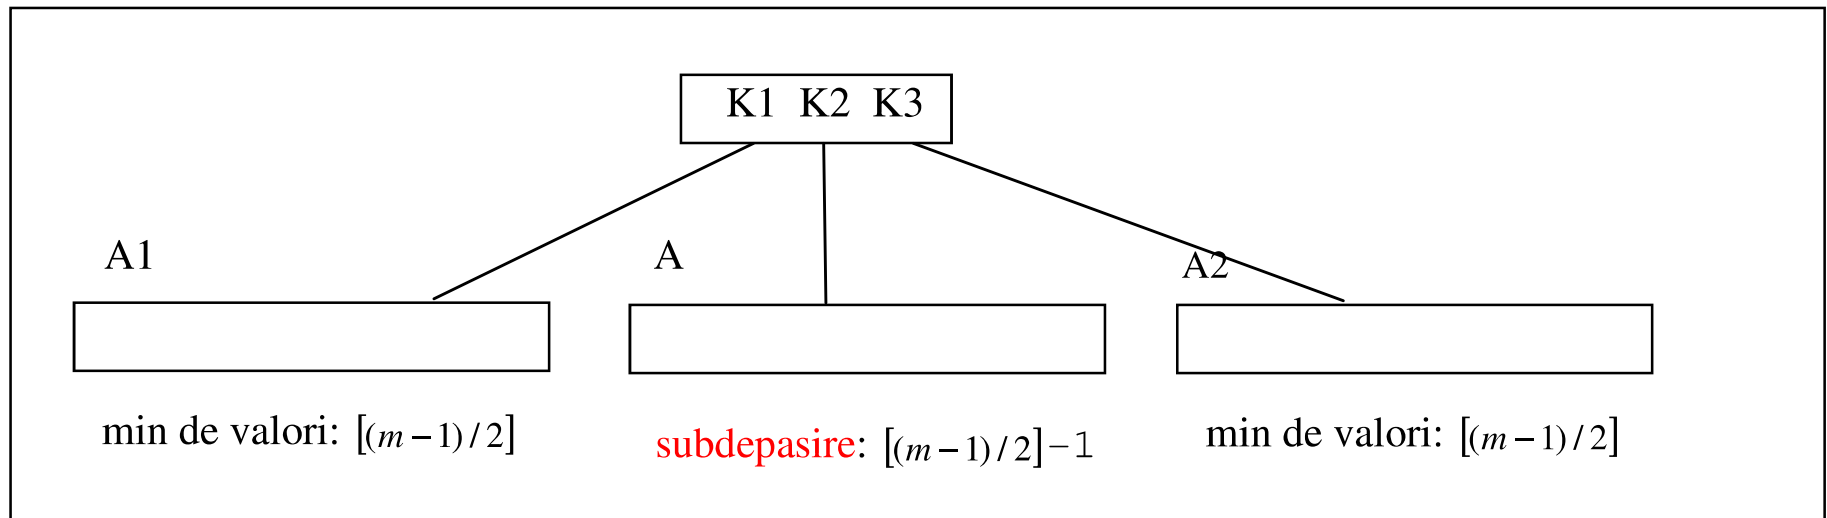 K1 K2 K3
A1 A A2
min de valori: [(m−1)/2] subdepasire: [(m−1)/2]−1 min de valori: [(m−1)/2]